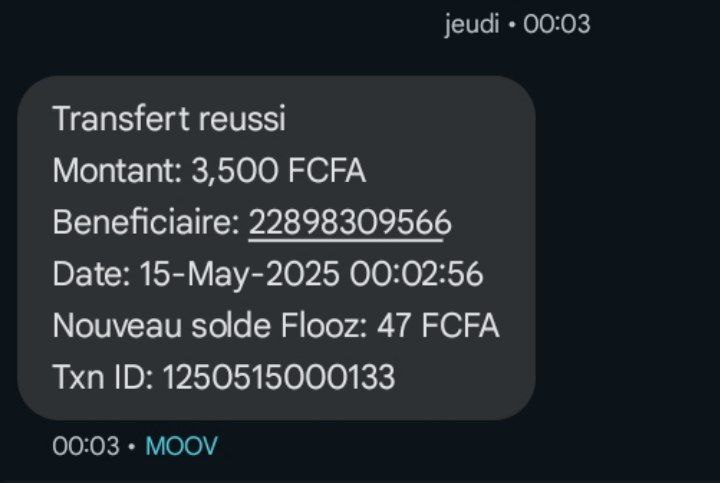 jeudi • 00:03
Transfert reussi
Montant: 3,500 FCFA
Beneficiaire: 22898309566
Date: 15-May-2025 00:02:56
Nouveau solde Flooz: 47 FCFA
Txn ID: 1250515000133
00:03 • MOOV